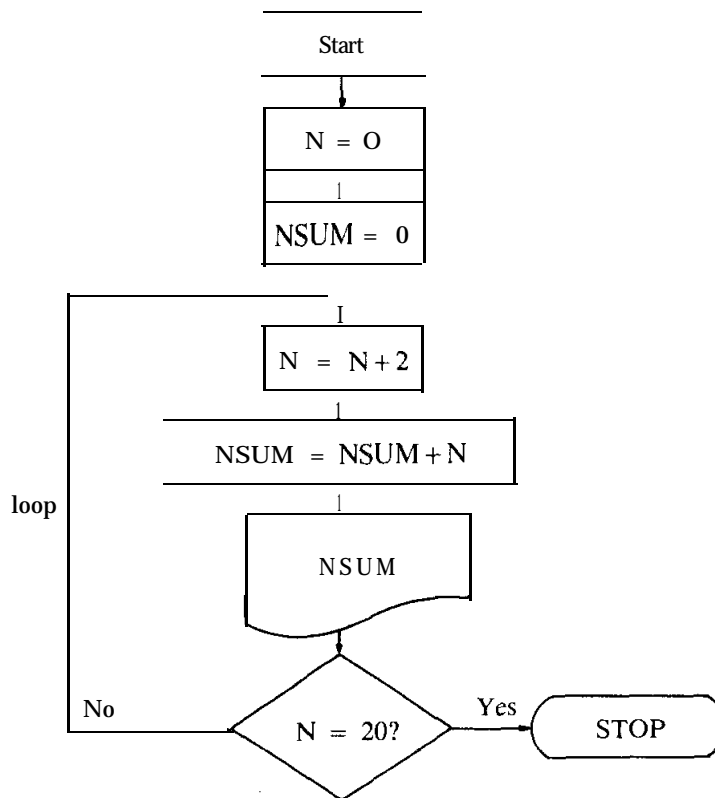 Start
N = O
NSUM = 0
N = N+2
NSUM = NSUM+N
loop
NSUM
No
N = 20?
Yes
STOP